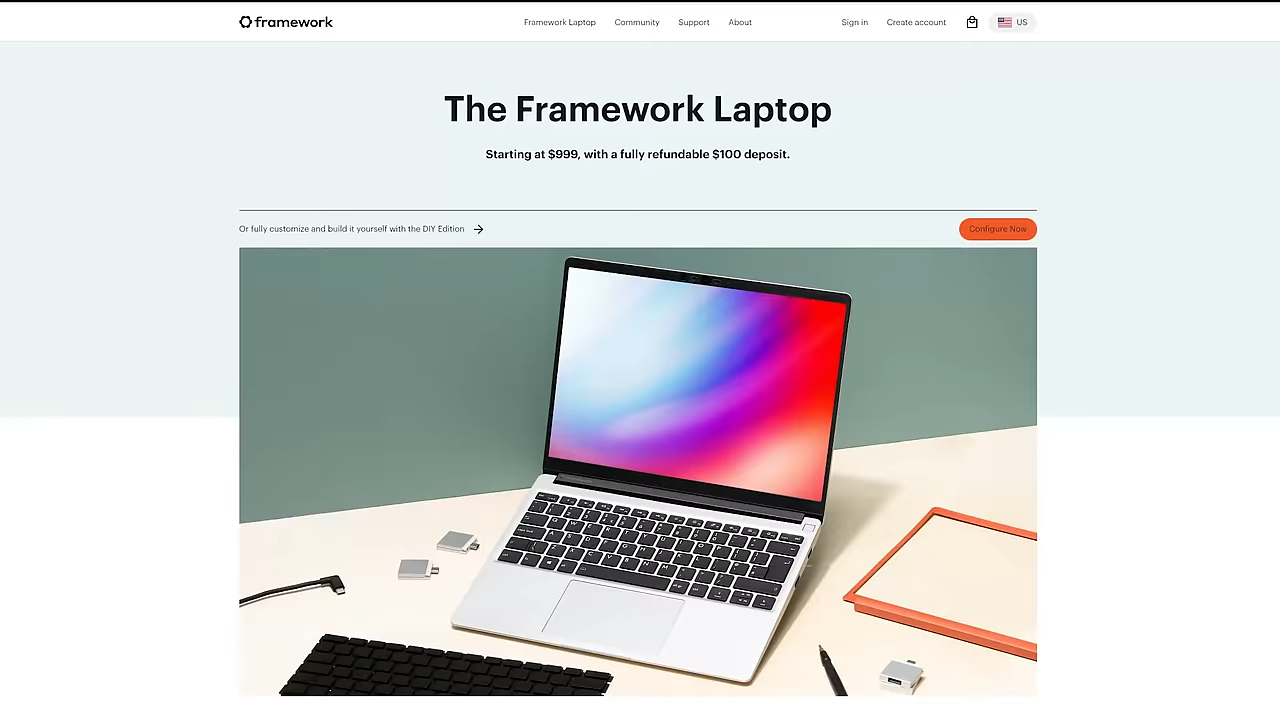 framework
Framework Laptop
Community
Support
About
Sign in
Create account
US
The Framework Laptop
Starting at $999, with a fully refundable $100 deposit.
Or fully customize and build it yourself with the DIY Edition →
Configure Now